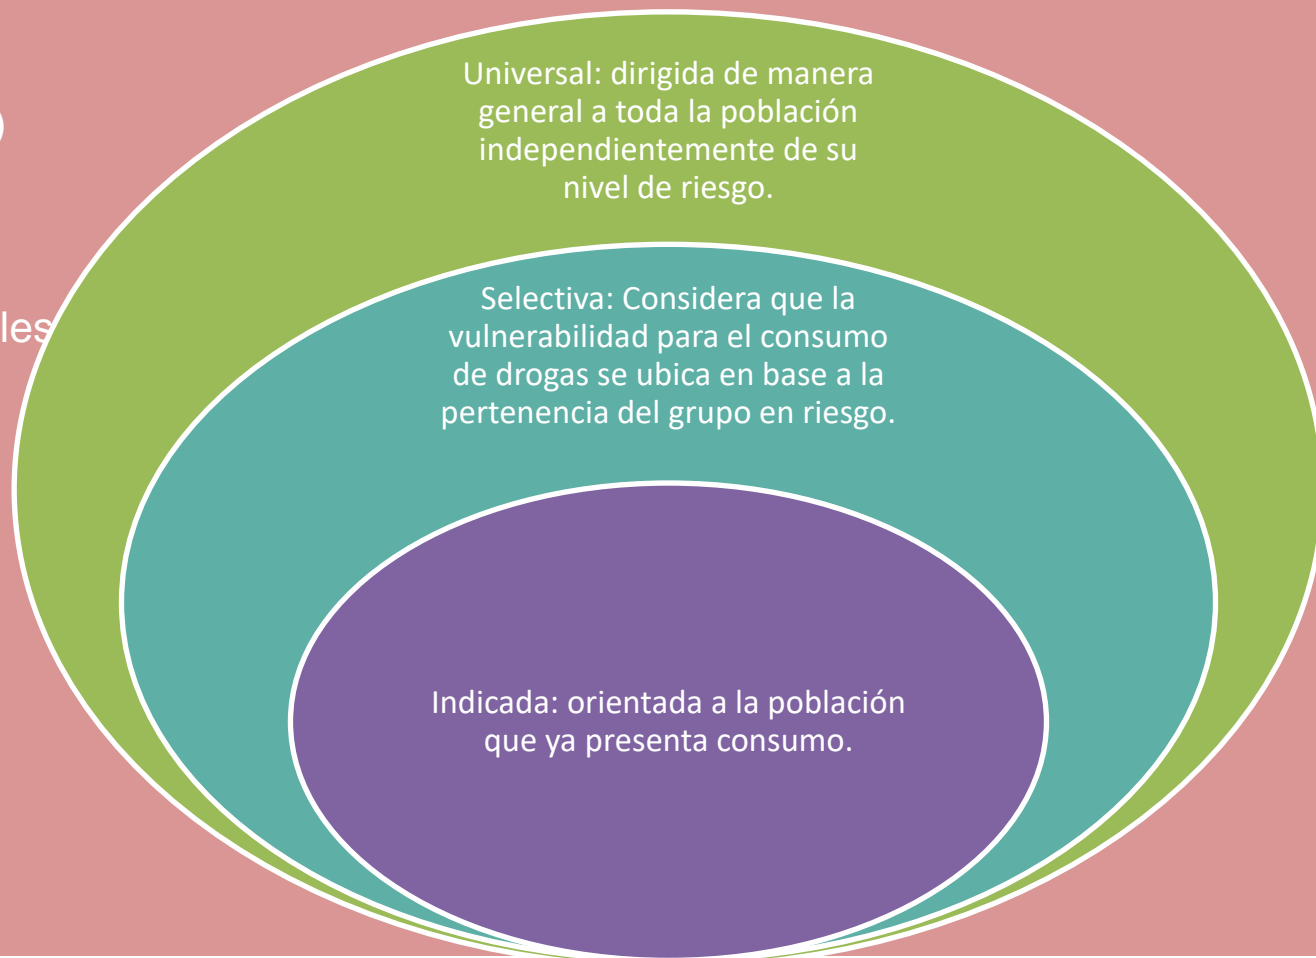 Universal: dirigida de manera
general a toda la población
independientemente de su
nivel de riesgo.
les
Selectiva: Considera que la
vulnerabilidad para el consumo
de drogas se ubica en base a la
pertenencia del grupo en riesgo.
Indicada: orientada a la población
que ya presenta consumo.